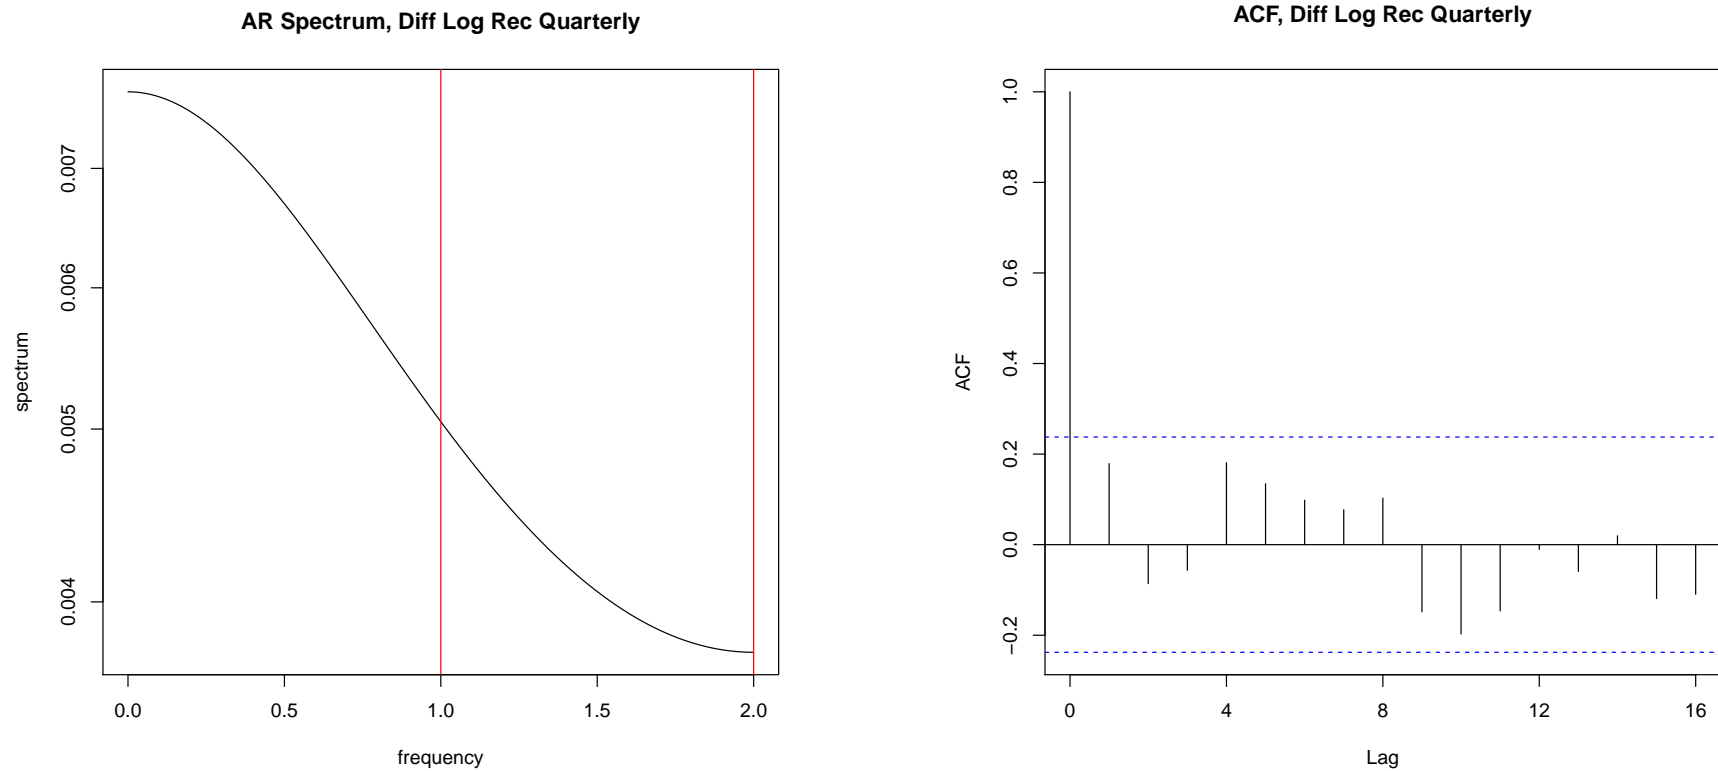 AR Spectrum, Diff Log Rec Quarterly
spectrum
0.007
0.006
0.005
0.004
0.0 0.5 1.0 1.5 2.0
frequency
ACF, Diff Log Rec Quarterly
ACF
1.0
0.8
0.6
0.4
0.2
0.0
−0.2
0 4 8 12 16
Lag